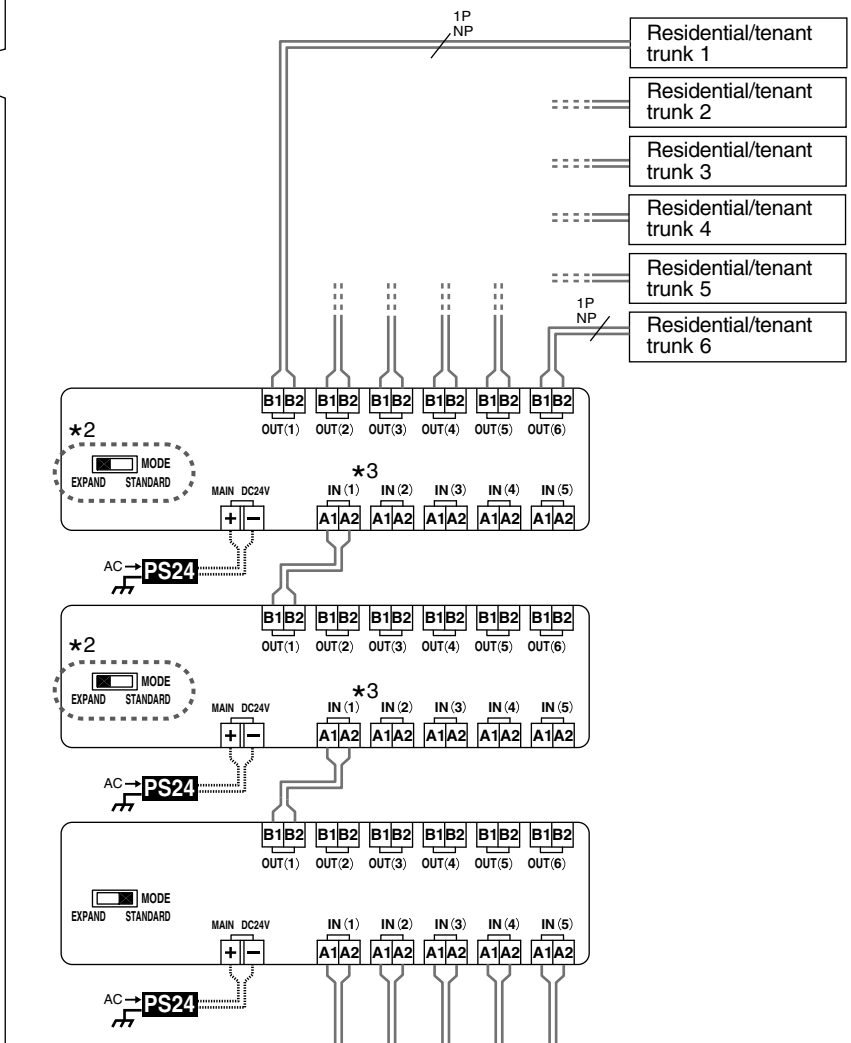 1P
NP
Residential/tenant
trunk 1
Residential/tenant
trunk 2
Residential/tenant
trunk 3
Residential/tenant
trunk 4
Residential/tenant
trunk 5
1P
NP
Residential/tenant
trunk 6
B1 B2 B1 B2 B1 B2 B1 B2 B1 B2 B1 B2
OUT(1) OUT(2) OUT(3) OUT(4) OUT(5) OUT(6)
*2
MODE
EXPAND STANDARD
*3
MAIN DC24V IN (1) IN (2) IN (3) IN (4) IN (5)
+ − A1 A2 A1 A2 A1 A2 A1 A2 A1 A2
AC PS24
B1 B2 B1 B2 B1 B2 B1 B2 B1 B2 B1 B2
OUT(1) OUT(2) OUT(3) OUT(4) OUT(5) OUT(6)
*2
MODE
EXPAND STANDARD
*3
MAIN DC24V IN (1) IN (2) IN (3) IN (4) IN (5)
+ − A1 A2 A1 A2 A1 A2 A1 A2 A1 A2
AC PS24
B1 B2 B1 B2 B1 B2 B1 B2 B1 B2 B1 B2
OUT(1) OUT(2) OUT(3) OUT(4) OUT(5) OUT(6)
MODE
EXPAND STANDARD
MAIN DC24V IN (1) IN (2) IN (3) IN (4) IN (5)
+ − A1 A2 A1 A2 A1 A2 A1 A2 A1 A2
AC PS24